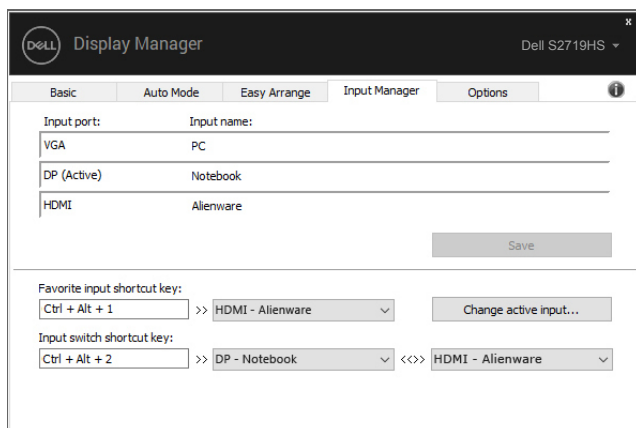 x
DELL Display Manager Dell S2719HS
Basic Auto Mode Easy Arrange Input Manager Options i
Input port: Input name:
VGA PC
DP (Active) Notebook
HDMI Alienware
Save
Favorite input shortcut key:
Ctrl + Alt + 1 >> HDMI - Alienware Change active input...
Input switch shortcut key:
Ctrl + Alt + 2 >> DP - Notebook <<>> HDMI - Alienware